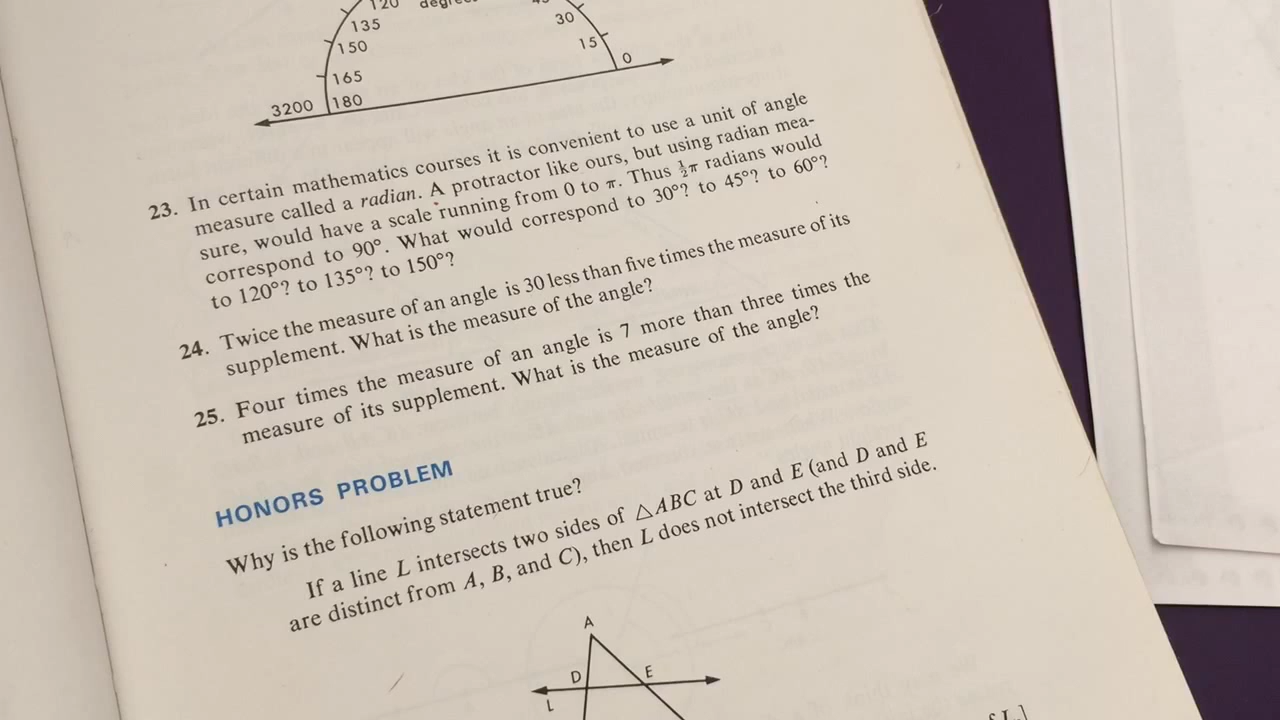 120
135
150
165
180
3200
30
15
0
23. In certain mathematics courses it is convenient to use a unit of angle
measure called a radian. A protractor like ours, but using radian mea-
sure, would have a scale running from 0 to π. Thus ½π radians would
correspond to 90°. What would correspond to 30°? to 45°? to 60°?
to 120°? to 135°? to 150°?
24. Twice the measure of an angle is 30 less than five times the measure of its
supplement. What is the measure of the angle?
25. Four times the measure of an angle is 7 more than three times the
measure of its supplement. What is the measure of the angle?
HONORS PROBLEM
Why is the following statement true?
If a line L intersects two sides of △ABC at D and E (and D and E
are distinct from A, B, and C), then L does not intersect the third side.
A
D
E
L